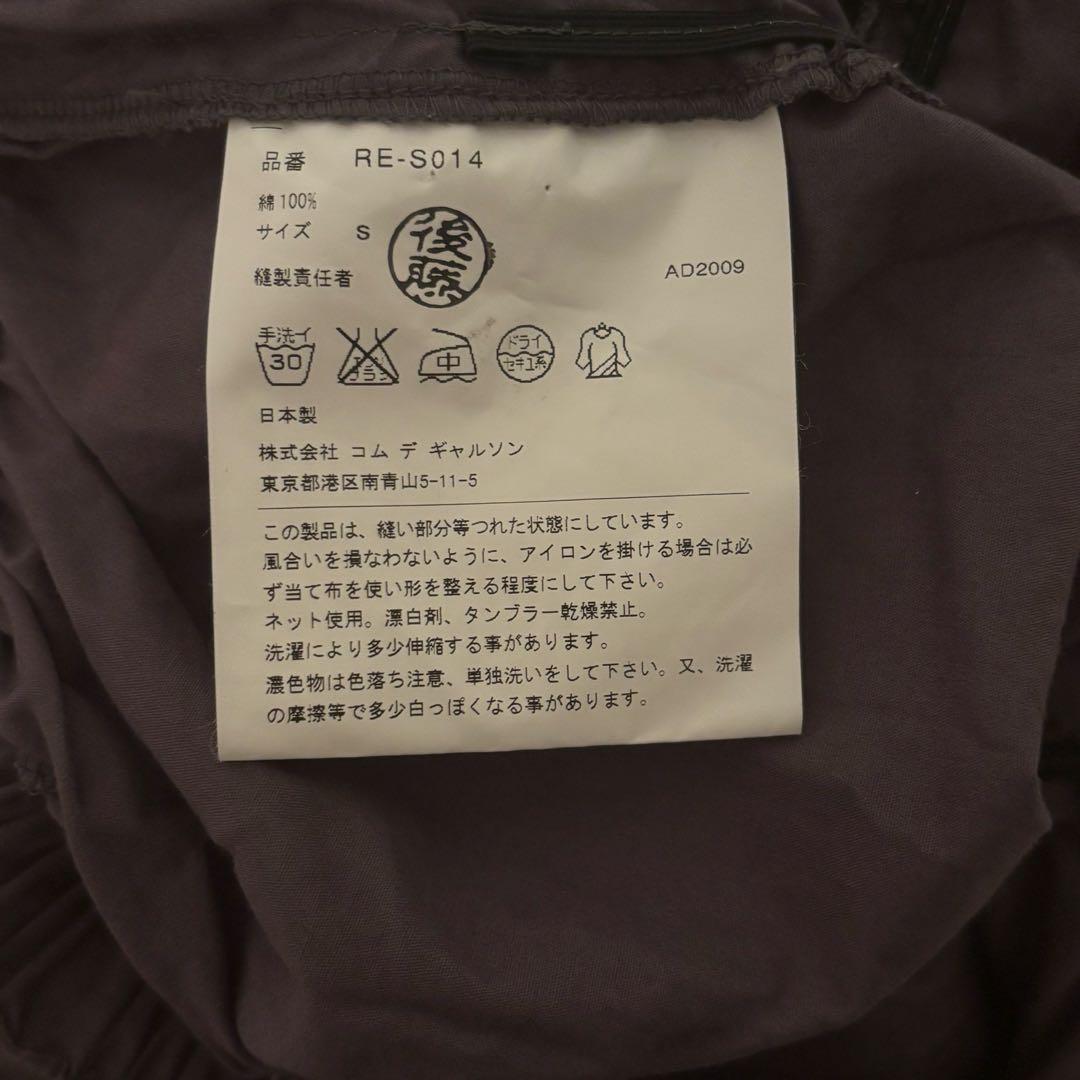 品番 RE-S014
綿100%
サイズ S
後藤
縫製責任者
AD2009
手洗イ
30
中
ドライ
セキユ系
日本製
株式会社 コム デ ギャルソン
東京都港区南青山5-11-5
この製品は、縫い部分等つれた状態にしています。
風合いを損なわないように、アイロンを掛ける場合は必
ず当て布を使い形を整える程度にして下さい。
ネット使用。漂白剤、タンブラー乾燥禁止。
洗濯により多少伸縮する事があります。
濃色物は色落ち注意、単独洗いをして下さい。又、洗濯
の摩擦等で多少白っぽくなる事があります。